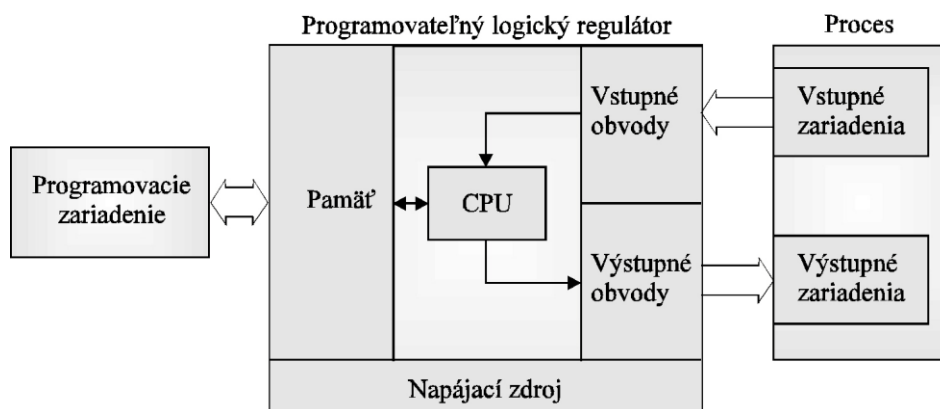 Programovateľný logický regulátor
Proces
Programovacie
zariadenie
Pamäť
CPU
Vstupné
obvody
Vstupné
zariadenia
Výstupné
obvody
Výstupné
zariadenia
Napájací zdroj